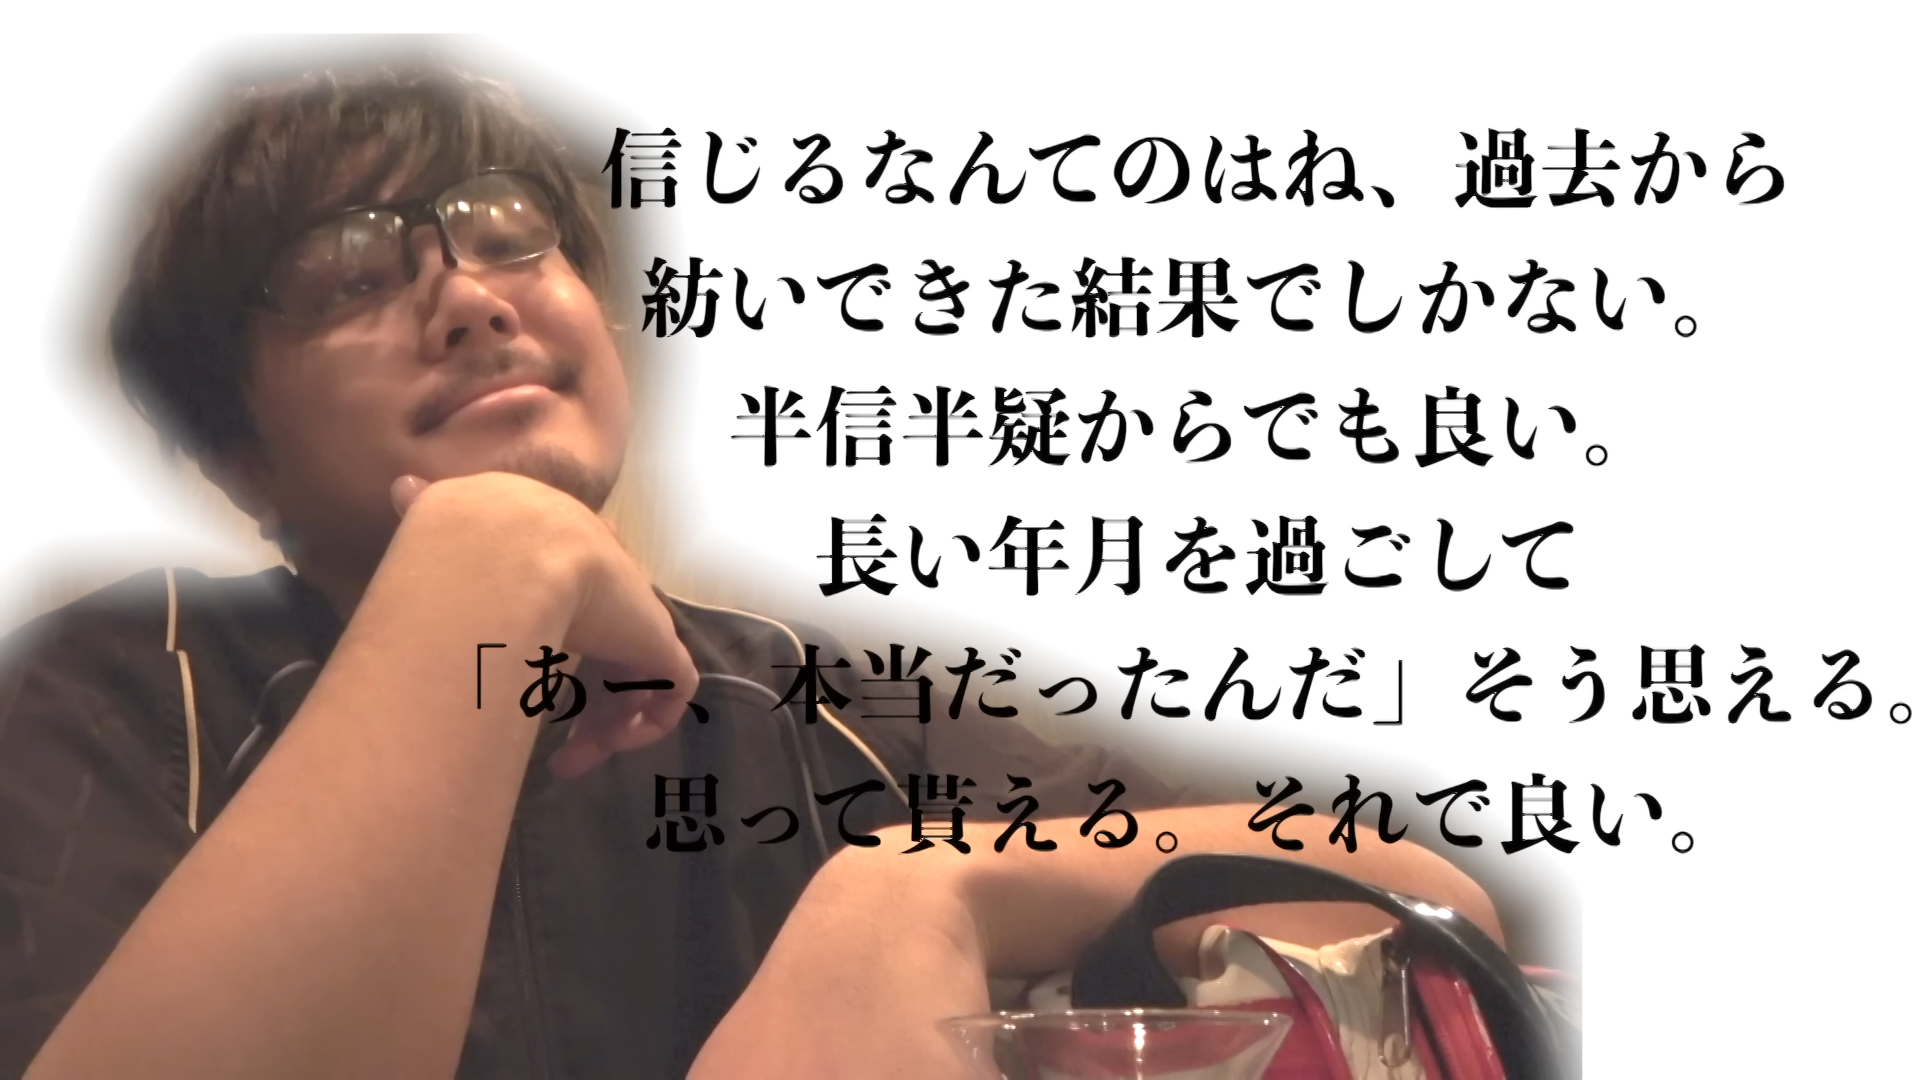 信じるなんてのはね、過去から
紡いできた結果でしかない。
半信半疑からでも良い。
長い年月を過ごして
「あー、本当だったんだ」そう思える。
思って貰える。それで良い。